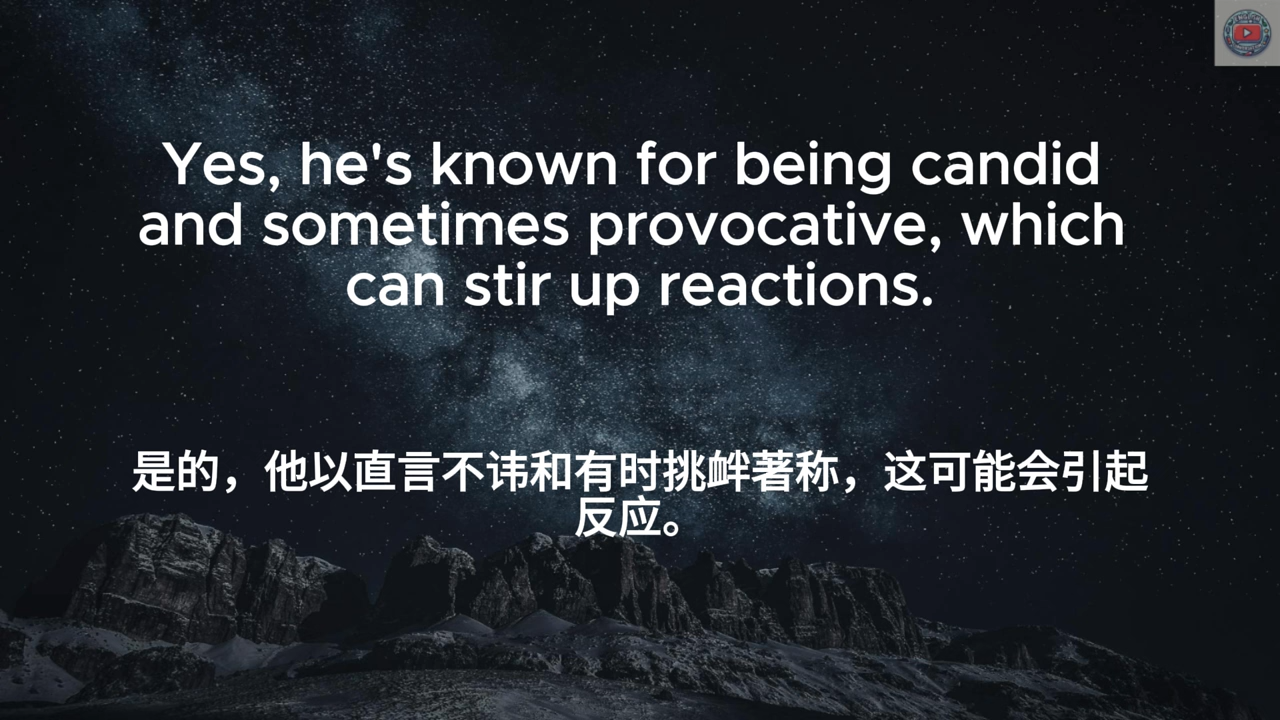 Yes, he's known for being candid
and sometimes provocative, which
can stir up reactions.
是的，他以直言不讳和有时挑衅著称，这可能会引起
反应。